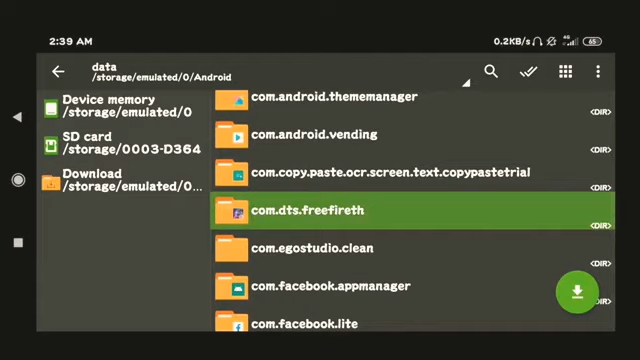 2:39 AM
0.2KB/s
4G
65
data
/storage/emulated/0/Android
Device memory
/storage/emulated/0
SD card
/storage/0003-D364
Download
/storage/emulated/0...
com.android.thememanager
<DIR>
com.android.vending
<DIR>
com.copy.paste.ocr.screen.text.copypastetrial
<DIR>
com.dts.freefireth
<DIR>
com.egostudio.clean
<DIR>
com.facebook.appmanager
DIR>
com.facebook.lite